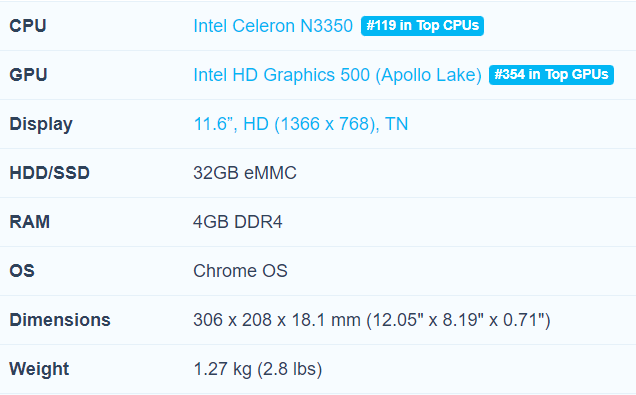 CPU Intel Celeron N3350 #119 in Top CPUs
GPU Intel HD Graphics 500 (Apollo Lake) #354 in Top GPUs
Display 11.6”, HD (1366 x 768), TN
HDD/SSD 32GB eMMC
RAM 4GB DDR4
OS Chrome OS
Dimensions 306 x 208 x 18.1 mm (12.05" x 8.19" x 0.71")
Weight 1.27 kg (2.8 lbs)